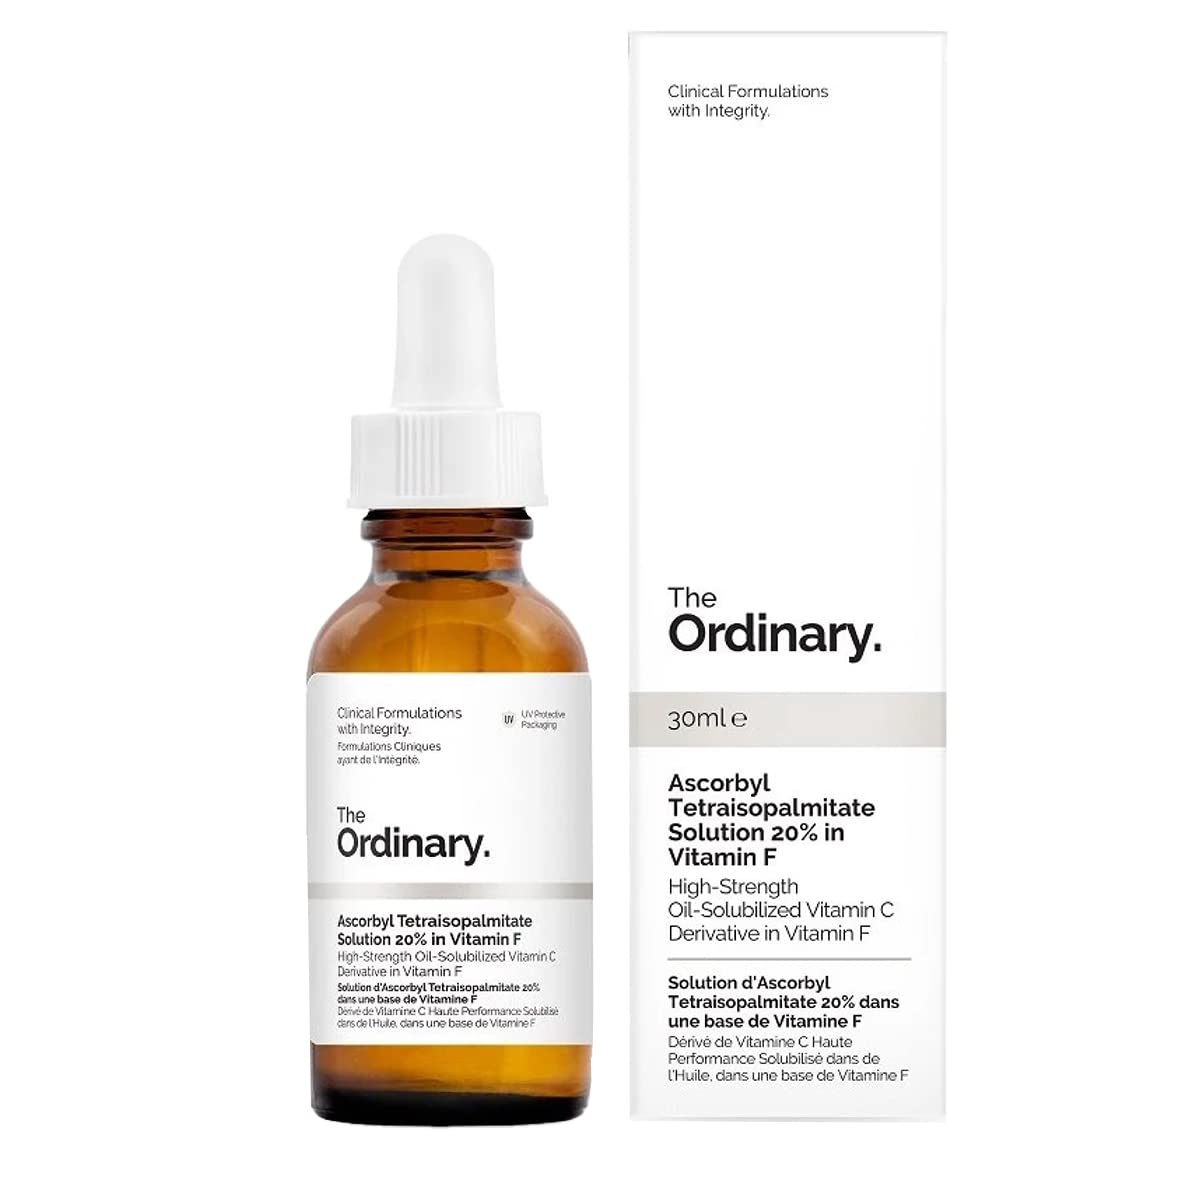 Clinical Formulations
with Integrity.
Formulations Cliniques
ayant de l'Intégrité.
UV
UV Protective
Packaging
The
Ordinary.
Ascorbyl Tetraisopalmitate
Solution 20% in Vitamin F
High-Strength Oil-Solubilized Vitamin C
Derivative in Vitamin F
Solution d'Ascorbyl Tetraisopalmitate 20%
dans une base de Vitamine F
Dérivé de Vitamine C Haute Performance Solubilisé
dans de l'Huile, dans une base de Vitamine F
Clinical Formulations
with Integrity.
The
Ordinary.
30ml e
Ascorbyl
Tetraisopalmitate
Solution 20% in
Vitamin F
High-Strength
Oil-Solubilized Vitamin C
Derivative in Vitamin F
Solution d'Ascorbyl
Tetraisopalmitate 20% dans
une base de Vitamine F
Dérivé de Vitamine C Haute
Performance Solubilisé dans de
l'Huile, dans une base de Vitamine F